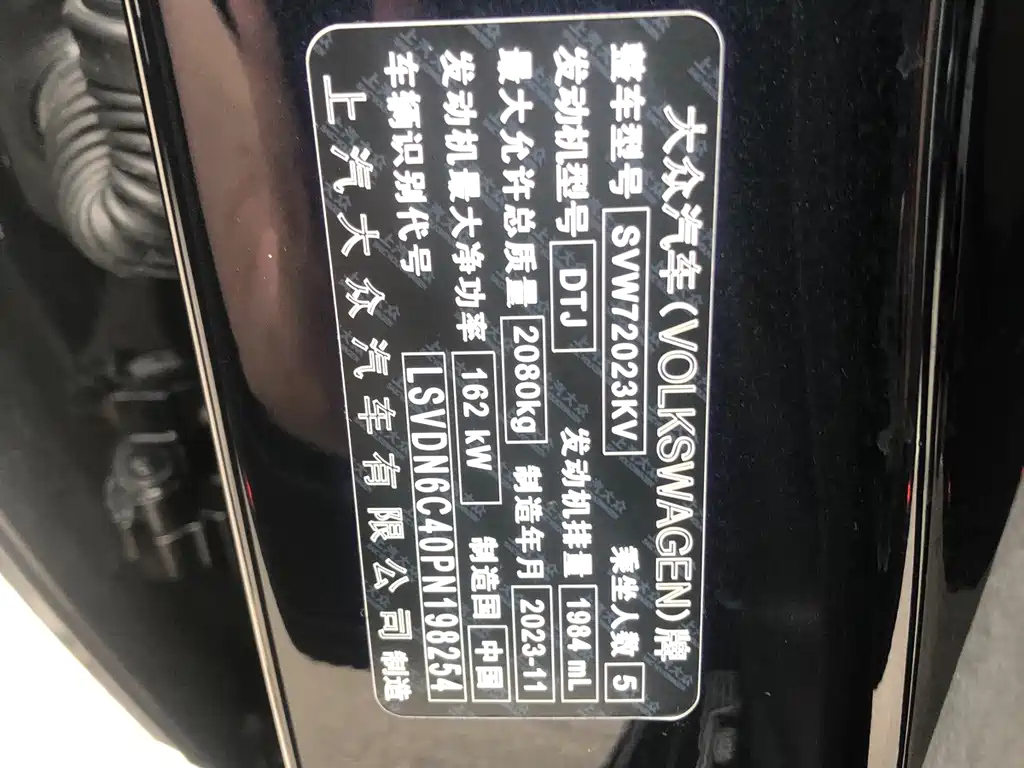 大众汽车(VOLKSWAGEN)牌
整车型号 SVW72023KV 乘坐人数 5
发动机型号 DTJ 发动机排量 1984 mL
最大允许总质量 2080kg 制造年月 2023-11
发动机最大净功率 162 kW 制造国 中国
车辆识别代号 LSVDN6C40PN198254
上汽大众汽车有限公司 制造